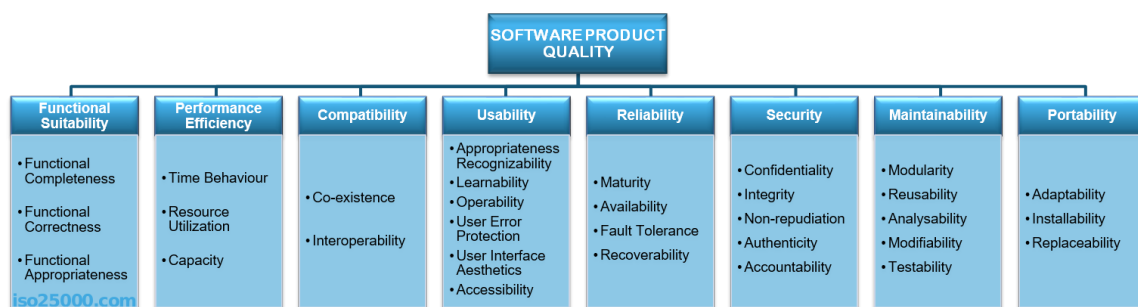 SOFTWARE PRODUCT
QUALITY
Functional
Suitability
• Functional
Completeness
• Functional
Correctness
• Functional
Appropriateness
Performance
Efficiency
• Time Behaviour
• Resource
Utilization
• Capacity
Compatibility
• Co-existence
• Interoperability
Usability
• Appropriateness
Recognizability
• Learnability
• Operability
• User Error
Protection
• User Interface
Aesthetics
• Accessibility
Reliability
• Maturity
• Availability
• Fault Tolerance
• Recoverability
Security
• Confidentiality
• Integrity
• Non-repudiation
• Authenticity
• Accountability
Maintainability
• Modularity
• Reusability
• Analysability
• Modifiability
• Testability
Portability
• Adaptability
• Installability
• Replaceability
iso25000.com